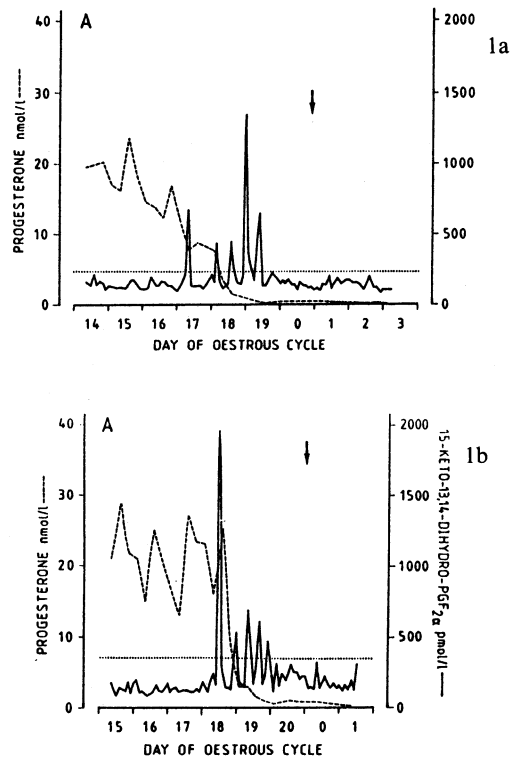 A
1a
40
30
20
10
0
PROGESTERONE nmol/l ----
2000
1500
1000
500
0
14 15 16 17 18 19 0 1 2 3
DAY OF OESTROUS CYCLE
A
1b
40
30
20
10
0
PROGESTERONE nmol/l ----
2000
1500
1000
500
0
15-KETO-13,14-DIHYDRO-PGF2α pmol/l ——
15 16 17 18 19 20 0 1
DAY OF OESTROUS CYCLE